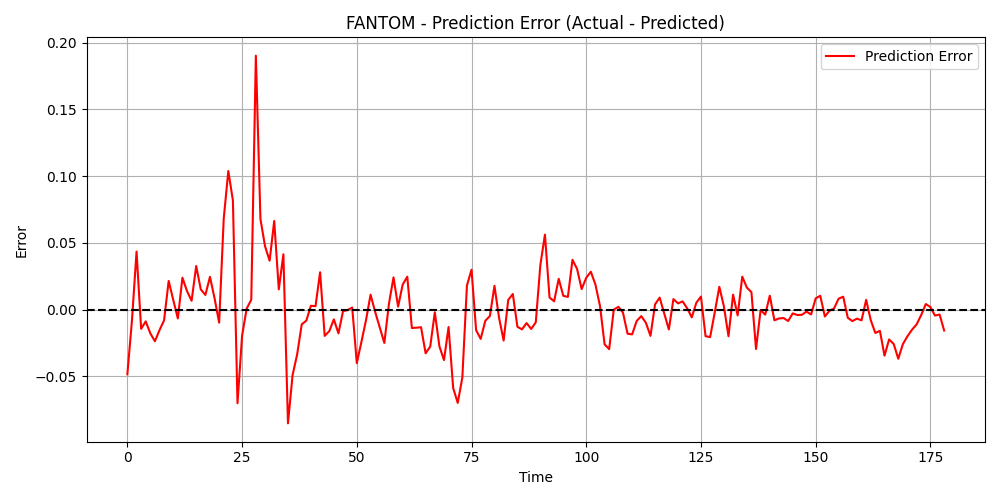 FANTOM - Prediction Error (Actual - Predicted)
Prediction Error
Error
0.20
0.15
0.10
0.05
0.00
−0.05
0 25 50 75 100 125 150 175
Time